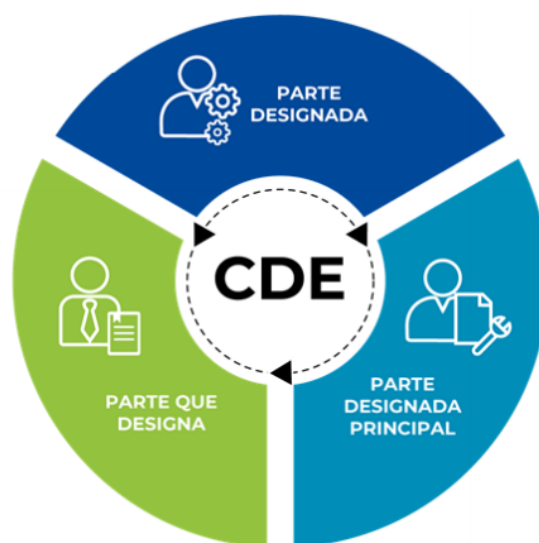 PARTE
DESIGNADA
CDE
PARTE QUE
DESIGNA
PARTE
DESIGNADA
PRINCIPAL